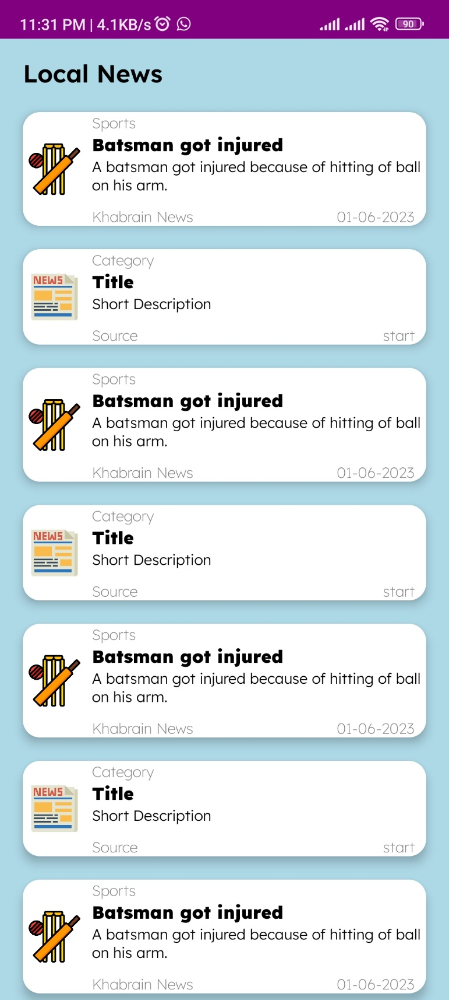 11:31 PM | 4.1KB/s 90
Local News
Sports
Batsman got injured
A batsman got injured because of hitting of ball
on his arm.
Khabrain News 01-06-2023
Category
NEWS
Title
Short Description
Source start
Sports
Batsman got injured
A batsman got injured because of hitting of ball
on his arm.
Khabrain News 01-06-2023
Category
NEWS
Title
Short Description
Source start
Sports
Batsman got injured
A batsman got injured because of hitting of ball
on his arm.
Khabrain News 01-06-2023
Category
NEWS
Title
Short Description
Source start
Sports
Batsman got injured
A batsman got injured because of hitting of ball
on his arm.
Khabrain News 01-06-2023